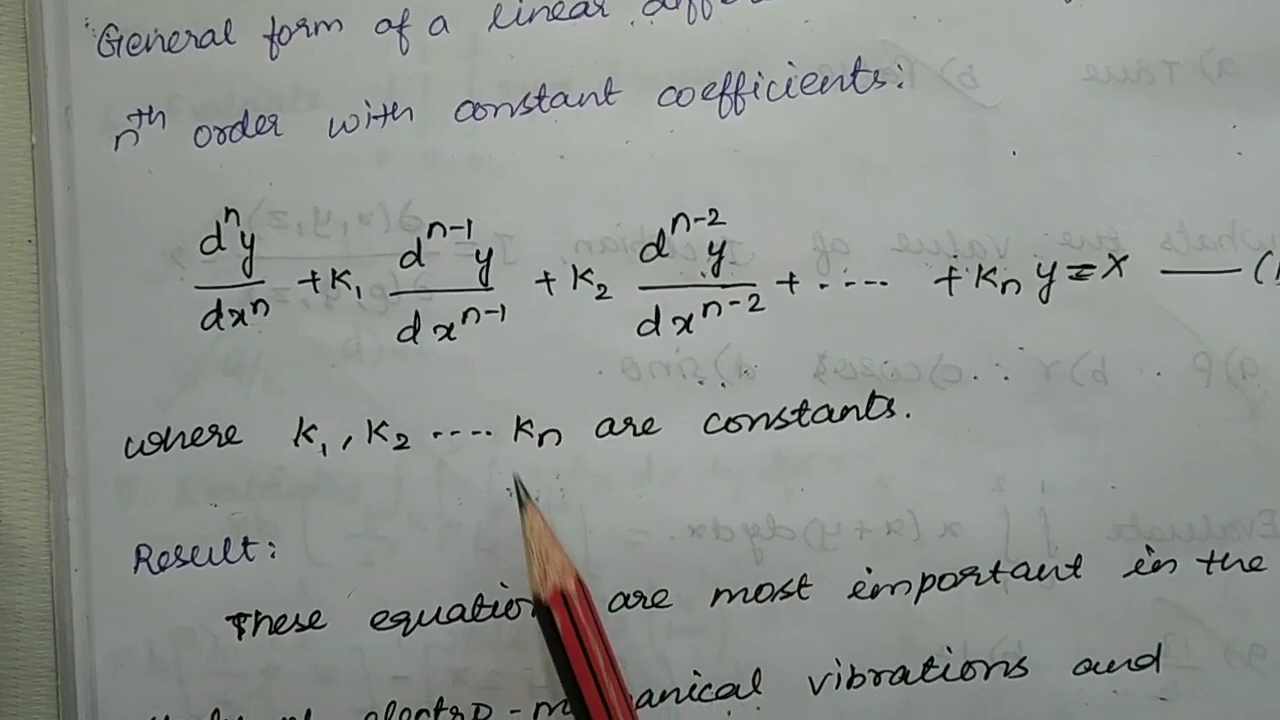 General form of a linear
nth order with constant coefficients:
dⁿy/dxⁿ + K₁ dⁿ⁻¹y/dxⁿ⁻¹ + K₂ dⁿ⁻²y/dxⁿ⁻² + .... + Kₙ y = X —— (
where K₁, K₂ .... Kₙ are constants.
Result:
These equation are most important in the
electro-m anical vibrations and